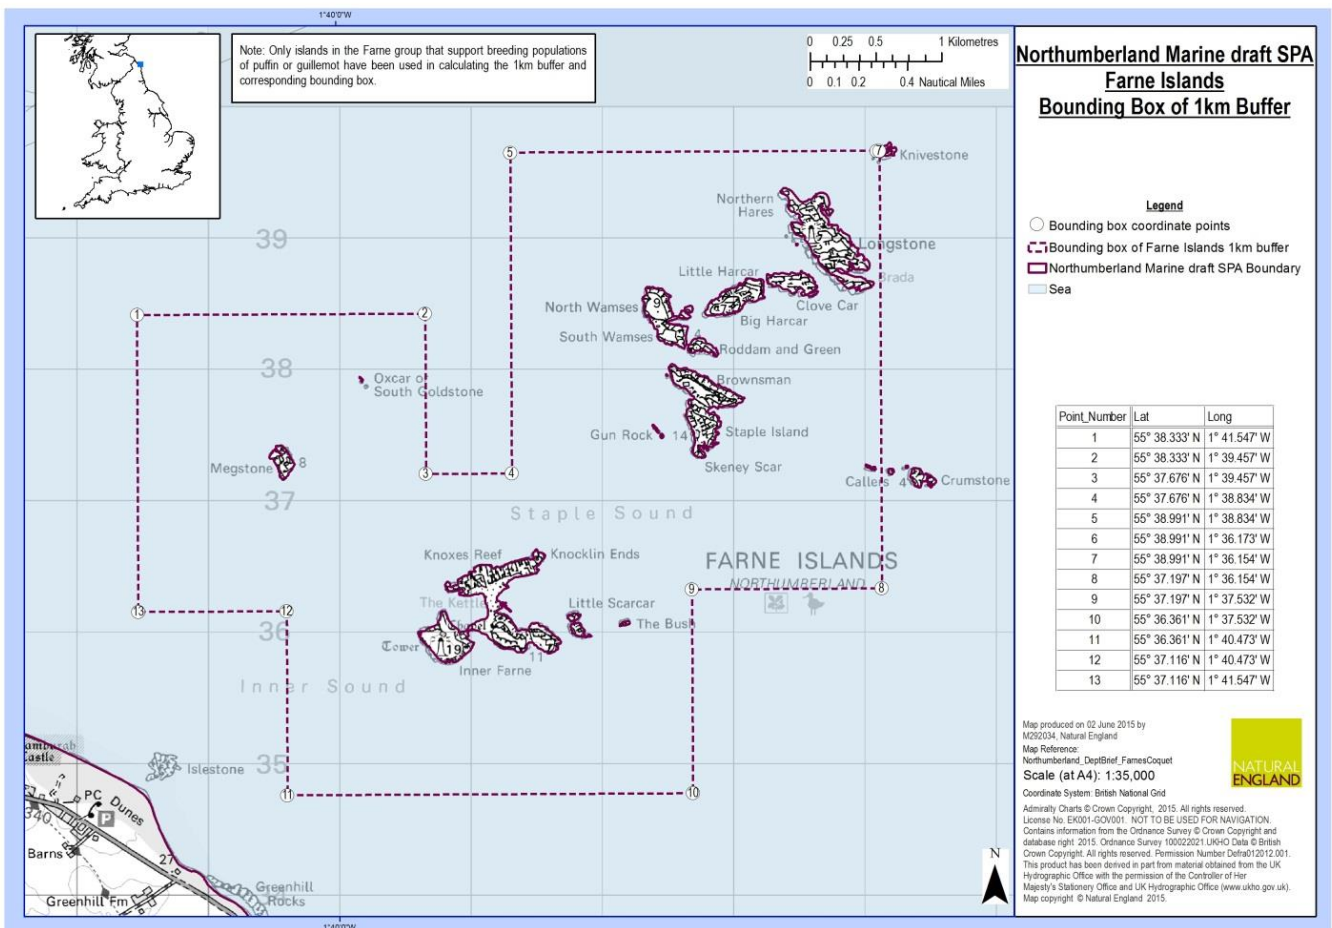 1°40'0"W
Note: Only islands in the Farne group that support breeding populations
of puffin or guillemot have been used in calculating the 1km buffer and
corresponding bounding box.
0 0.25 0.5 1 Kilometres
0 0.1 0.2 0.4 Nautical Miles
Northumberland Marine draft SPA
Farne Islands
Bounding Box of 1km Buffer
Legend
Bounding box coordinate points
Bounding box of Farne Islands 1km buffer
Northumberland Marine draft SPA Boundary
Sea
5
7
Knivestone
Northern
Hares
39
Longstone
Brada
Little Harcar
Clove Car
North Wamses
9
7
Big Harcar
1
2
South Wamses
4
Roddam and Green
38
Oxcar or
South Goldstone
Brownsman
Gun Rock
14
Staple Island
Megstone
8
Skeney Scar
3
4
Callers
4
Crumstone
37
Staple Sound
Knoxes Reef
Knocklin Ends
FARNE ISLANDS
NORTHUMBERLAND
9
8
The Kettle
Little Scarcar
13
12
36
Chapel
The Bush
Tower
19
7
11
Inner Farne
Inner Sound
Castle
Islestone
35
11
10
PC
Dunes
P
340
Barns
27
Greenhill
Rocks
Greenhill Fm
N
1°40'0"W
Point_Number Lat Long
1 55° 38.333' N 1° 41.547' W
2 55° 38.333' N 1° 39.457' W
3 55° 37.676' N 1° 39.457' W
4 55° 37.676' N 1° 38.834' W
5 55° 38.991' N 1° 38.834' W
6 55° 38.991' N 1° 36.173' W
7 55° 38.991' N 1° 36.154' W
8 55° 37.197' N 1° 36.154' W
9 55° 37.197' N 1° 37.532' W
10 55° 36.361' N 1° 37.532' W
11 55° 36.361' N 1° 40.473' W
12 55° 37.116' N 1° 40.473' W
13 55° 37.116' N 1° 41.547' W
Map produced on 02 June 2015 by
M292034, Natural England
Map Reference:
Northumberland_DeptBrief_FarnesCoquet
Scale (at A4): 1:35,000
Coordinate System: British National Grid
NATURAL
ENGLAND
Admiralty Charts © Crown Copyright, 2015. All rights reserved.
License No. EK001-GOV001. NOT TO BE USED FOR NAVIGATION.
Contains information from the Ordnance Survey © Crown Copyright and
database right 2015. Ordnance Survey 100022021.UKHO Data © British
Crown Copyright. All rights reserved. Permission Number Defra012012.001.
This product has been derived in part from material obtained from the UK
Hydrographic Office with the permission of the Controller of Her
Majesty's Stationery Office and UK Hydrographic Office (www.ukho.gov.uk).
Map copyright © Natural England 2015.